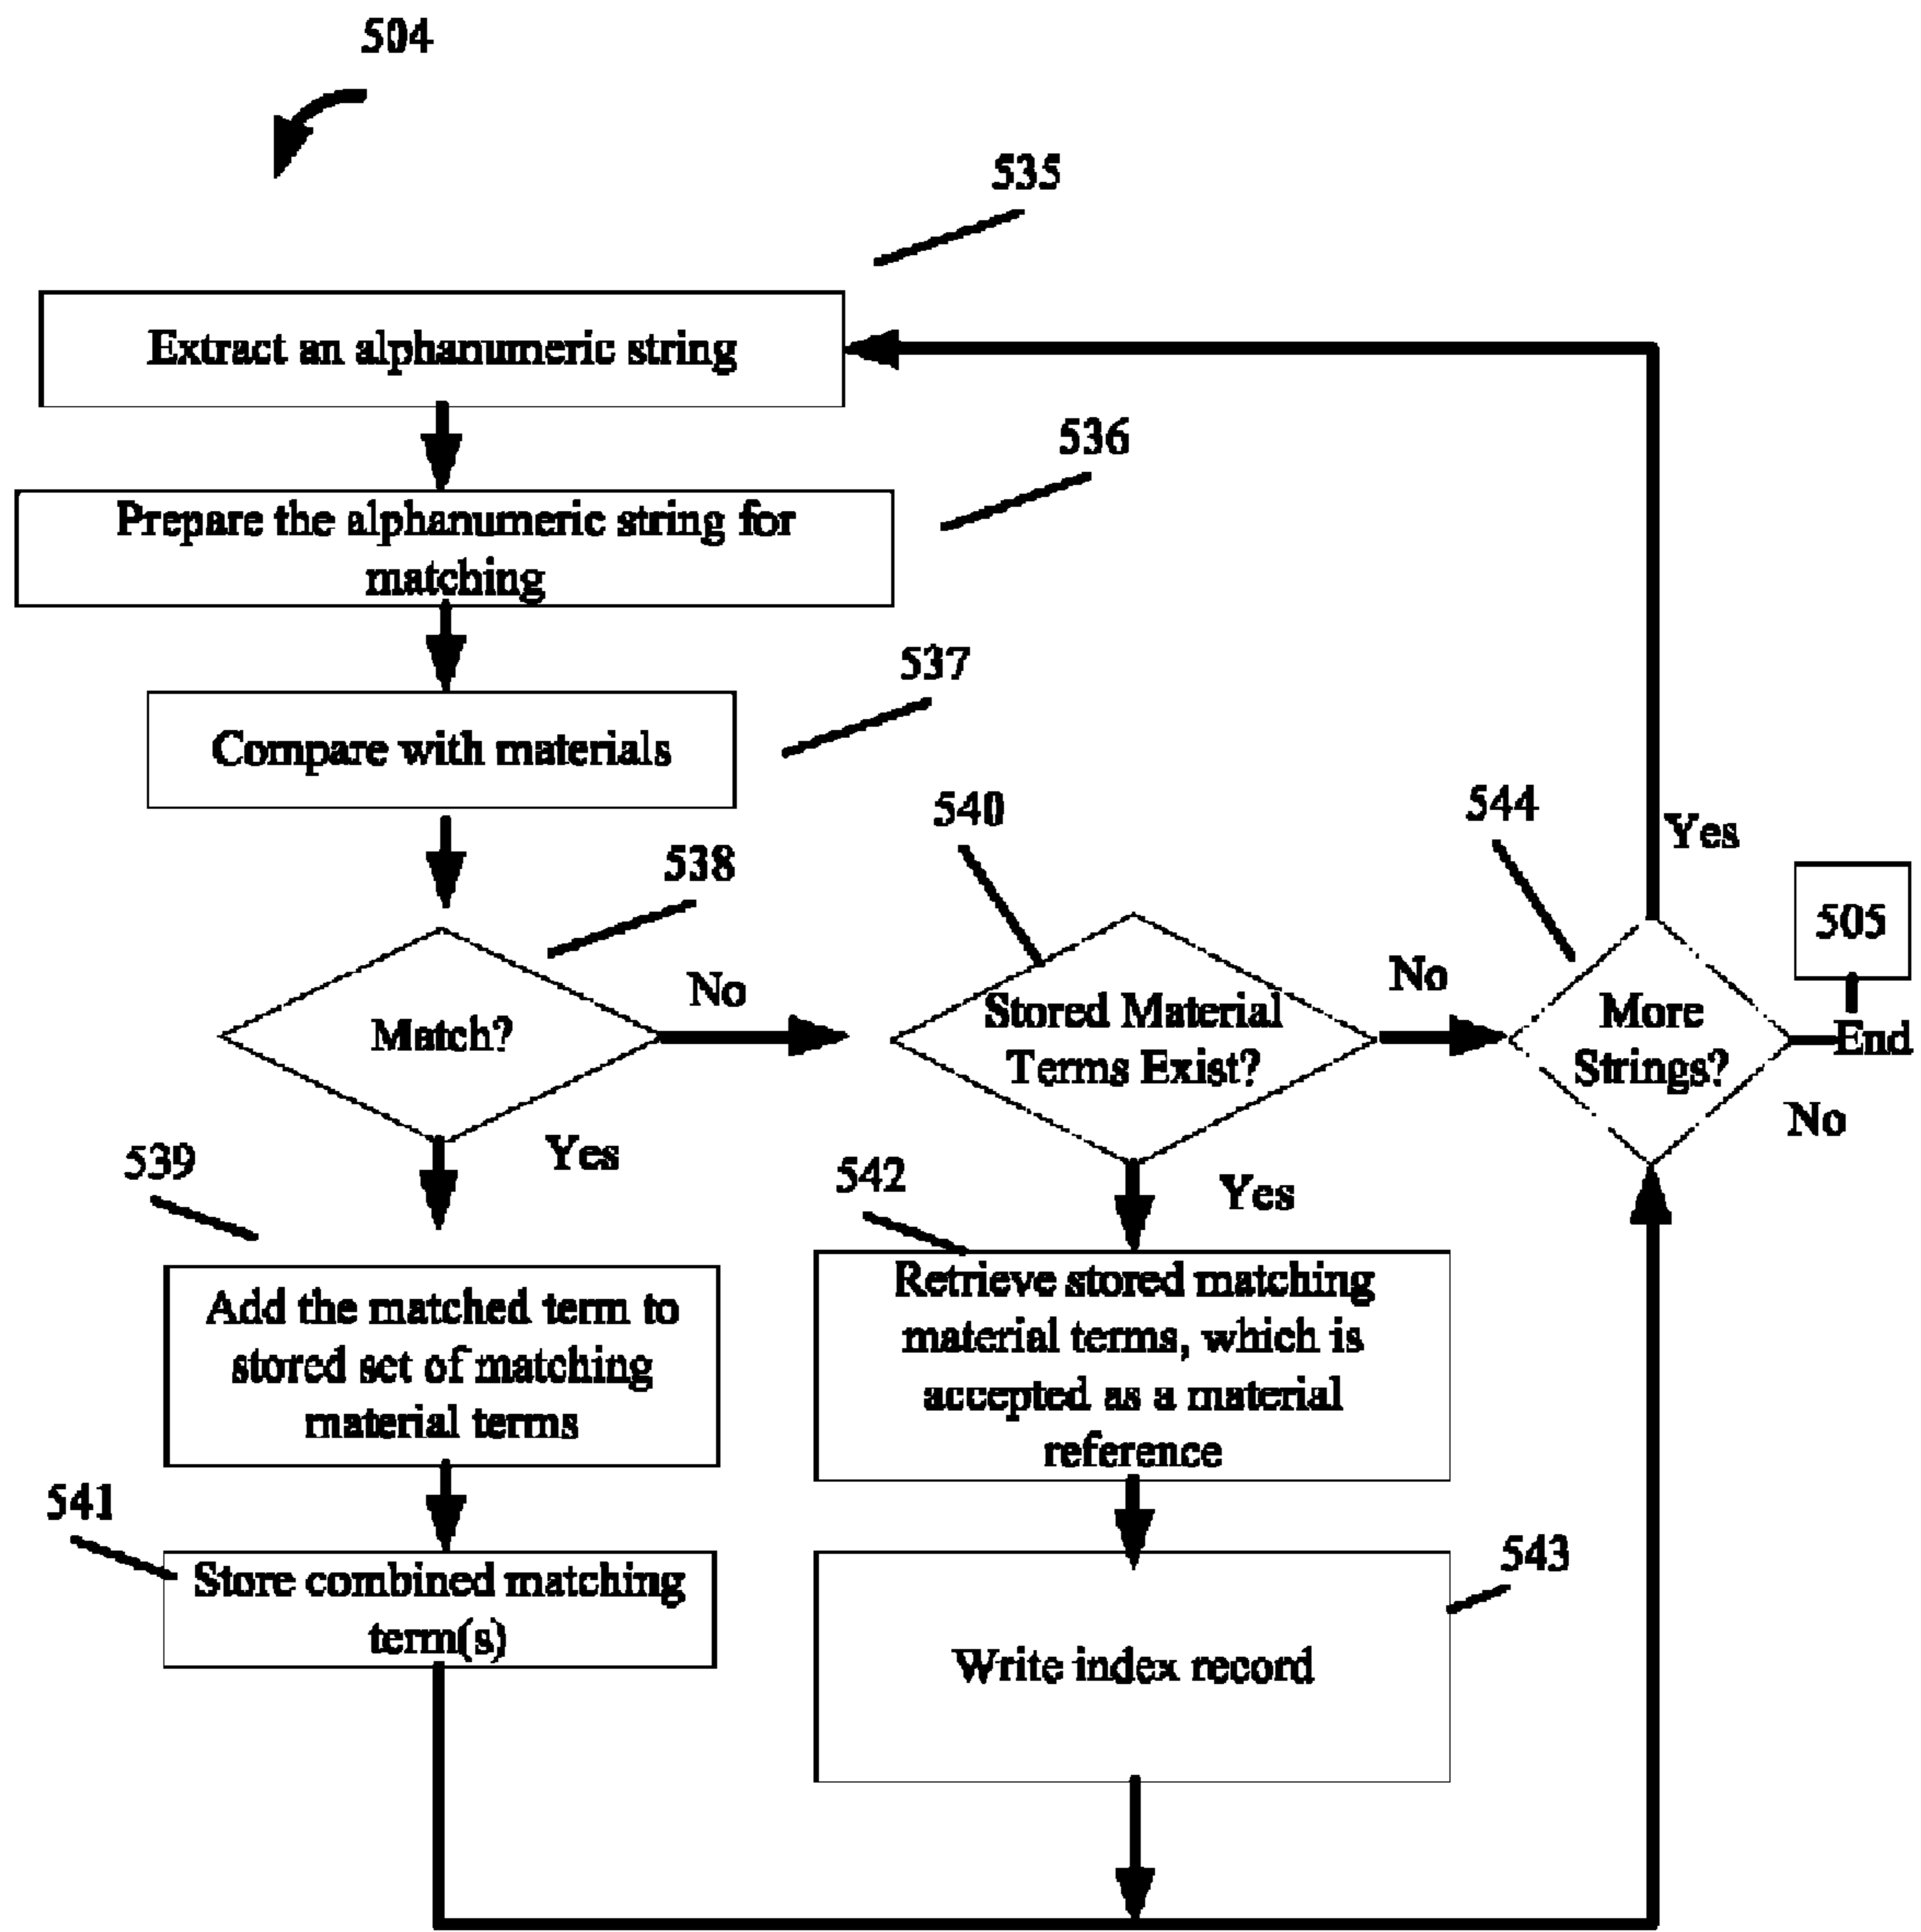 504
535
Extract an alphanumeric string
536
Prepare the alphanumeric string for
matching
537
Compare with materials
538
Match?
No
Yes
540
Stored Material
Terms Exist?
No
Yes
544
More
Strings?
Yes
505
End
No
539
Add the matched term to
stored set of matching
material terms
542
Retrieve stored matching
material terms, which is
accepted as a material
reference
541
Store combined matching
term(s)
543
Write index record